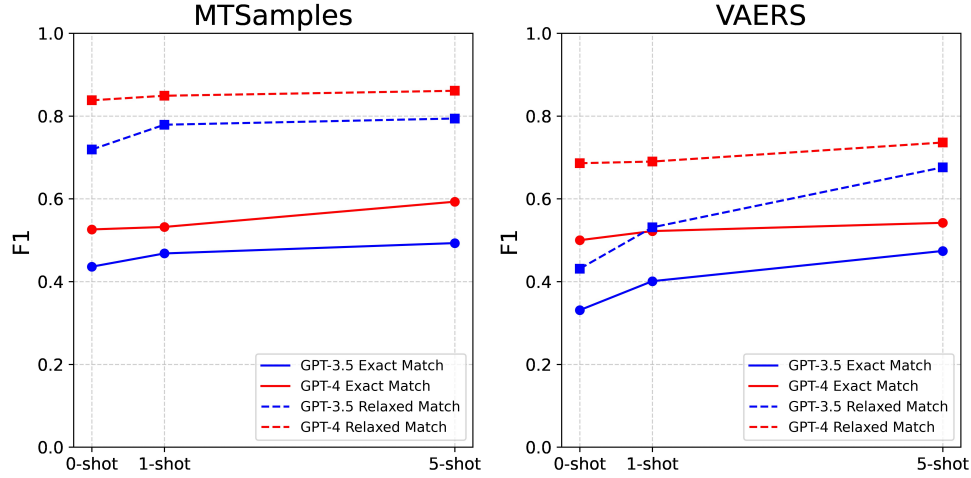 MTSamples
1.0
0.8
0.6
0.4
0.2
0.0
F1
0-shot
1-shot
5-shot
GPT-3.5 Exact Match
GPT-4 Exact Match
GPT-3.5 Relaxed Match
GPT-4 Relaxed Match
VAERS
1.0
0.8
0.6
0.4
0.2
0.0
F1
0-shot
1-shot
5-shot
GPT-3.5 Exact Match
GPT-4 Exact Match
GPT-3.5 Relaxed Match
GPT-4 Relaxed Match